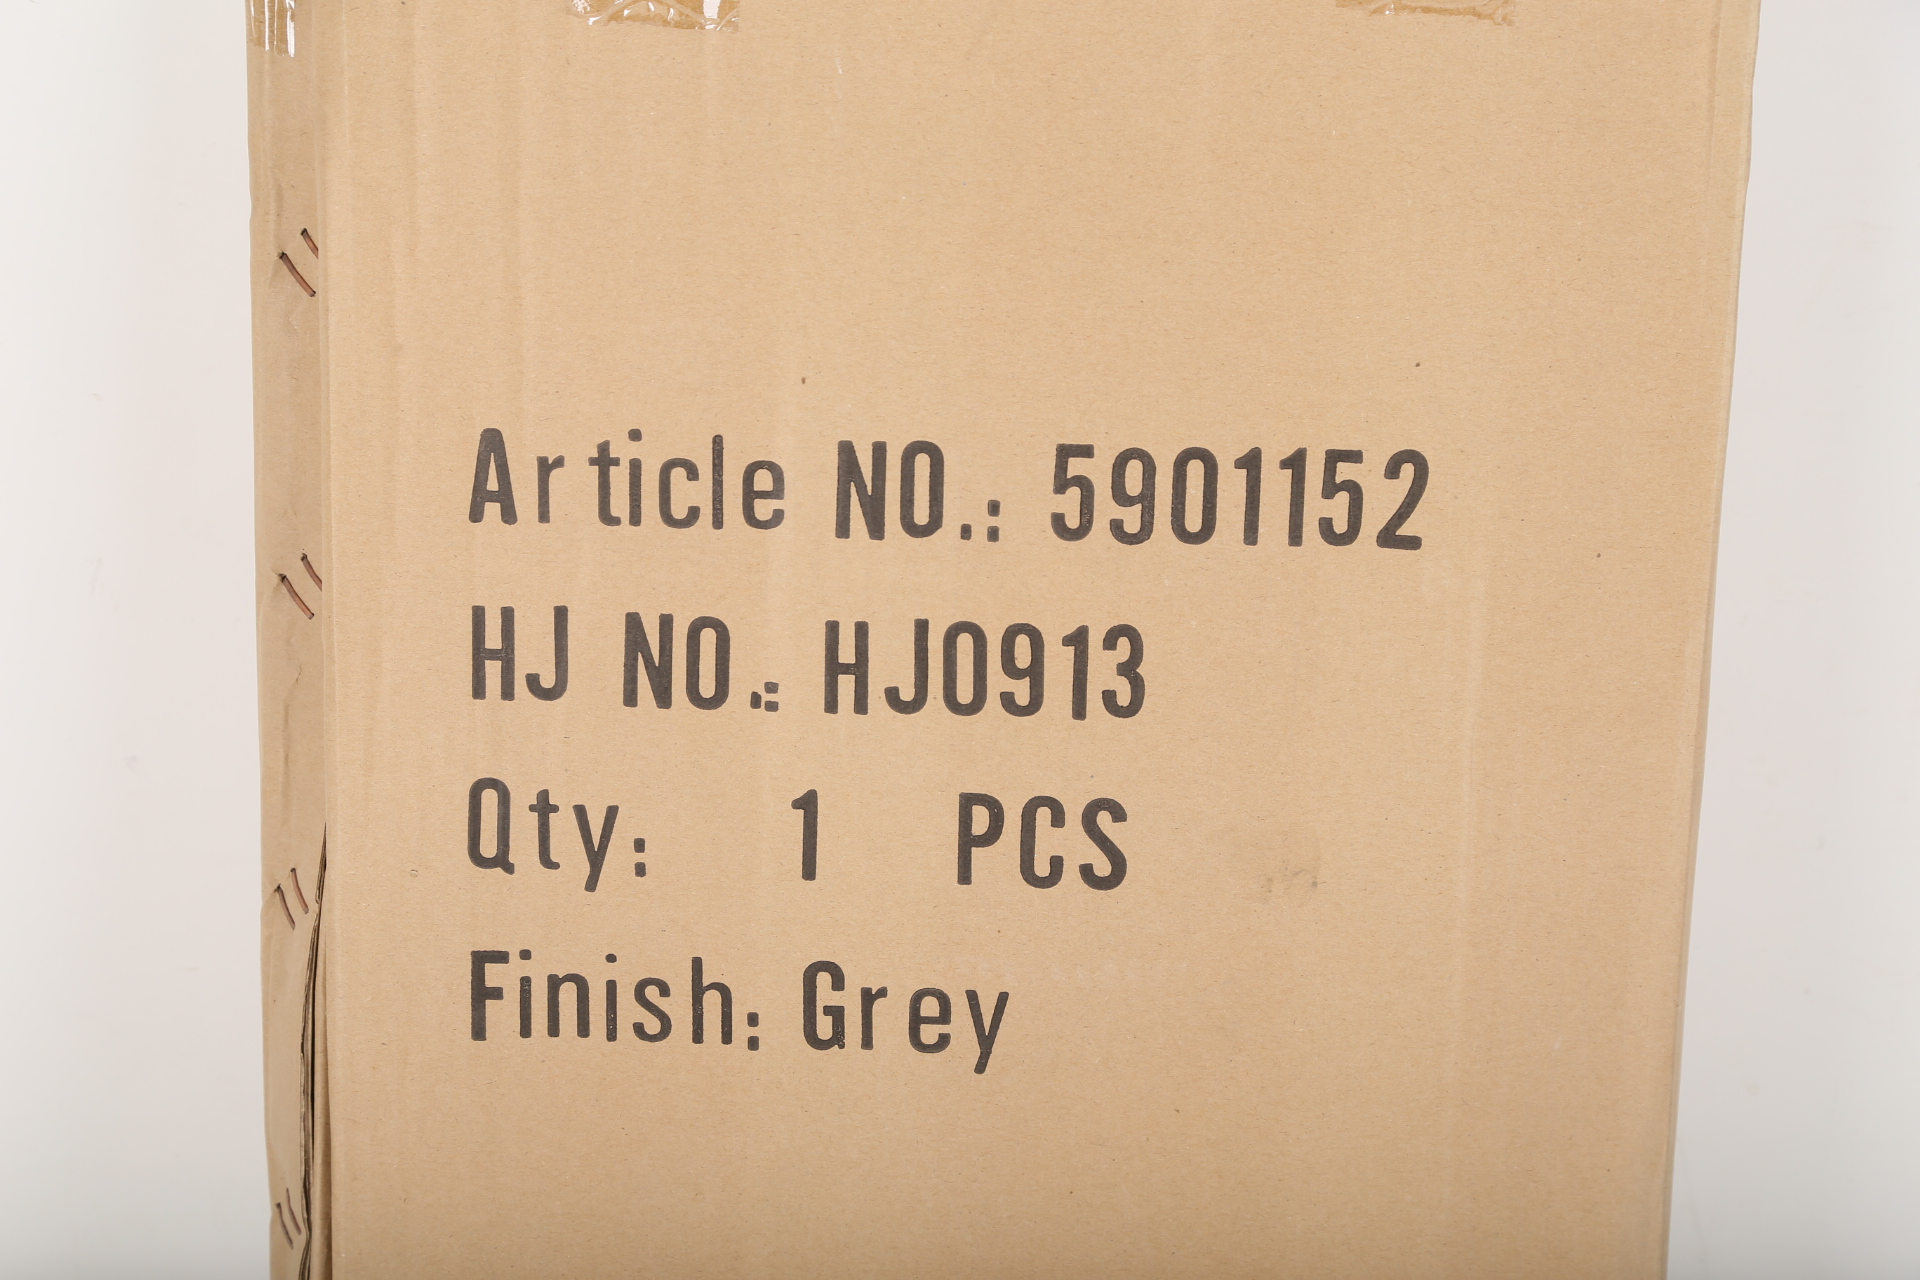 Article NO.: 5901152
HJ NO.: HJ0913
Qty: 1 PCS
Finish: Grey